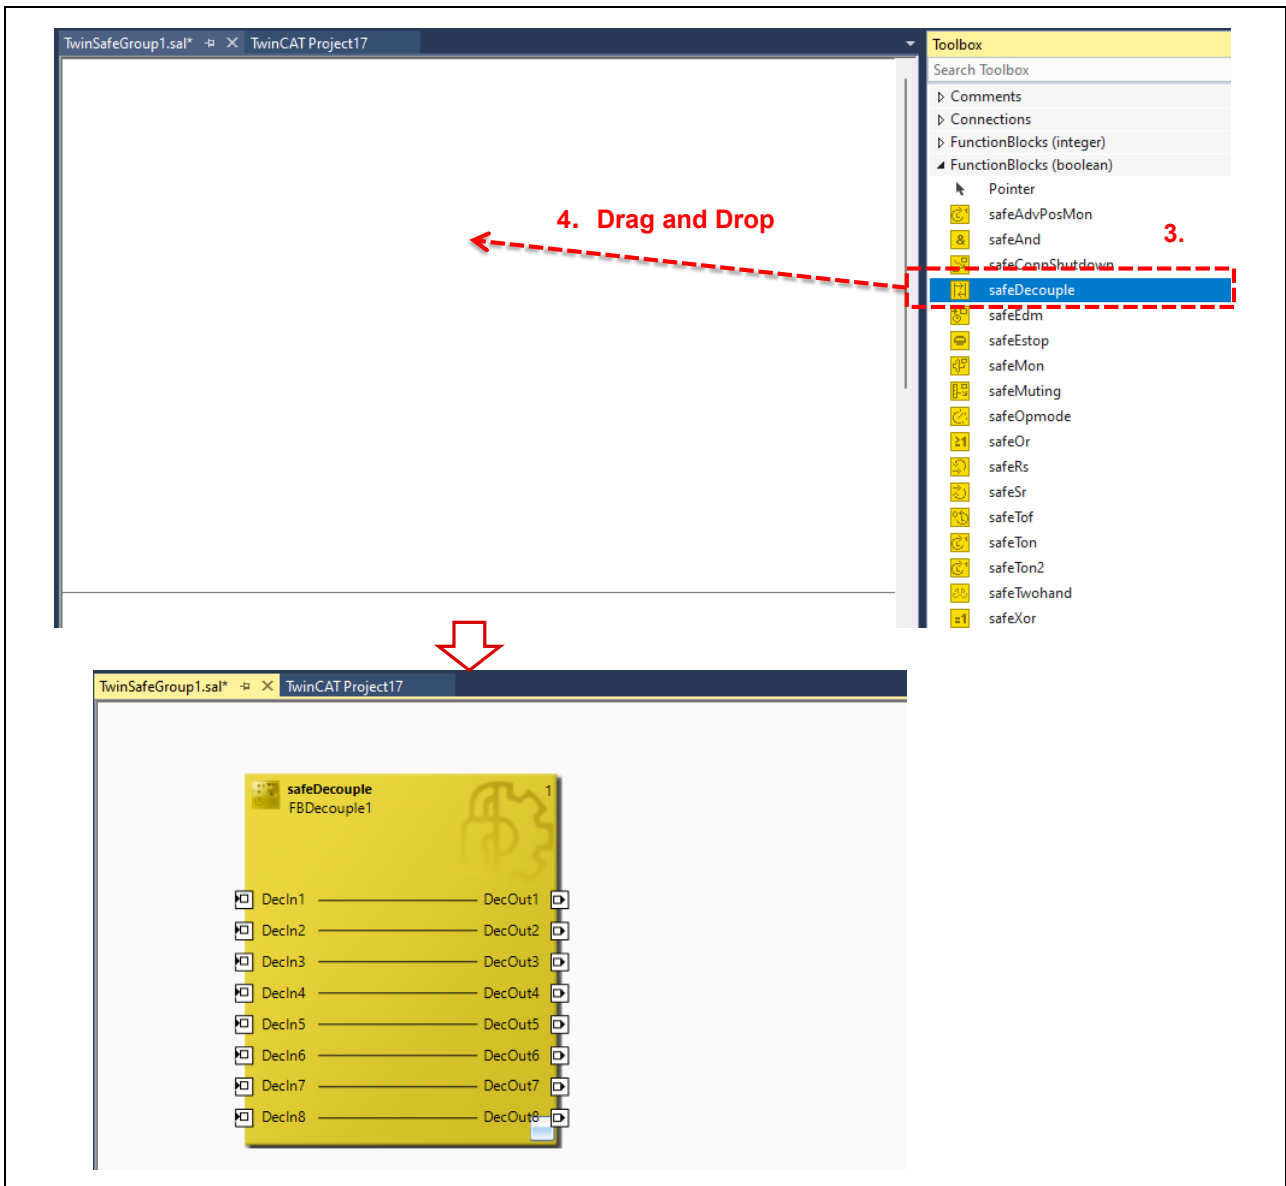 TwinSafeGroup1.sal* TwinCAT Project17
Toolbox
Search Toolbox
Comments
Connections
FunctionBlocks (integer)
FunctionBlocks (boolean)
Pointer
safeAdvPosMon
safeAnd
3.
safeConnShutdown
4. Drag and Drop
safeDecouple
safeEdm
safeEstop
safeMon
safeMuting
safeOpmode
safeOr
safeRs
safeSr
safeTof
safeTon
safeTon2
safeTwohand
safeXor
TwinSafeGroup1.sal* TwinCAT Project17
safeDecouple 1
FBDecouple1
DecIn1 DecOut1
DecIn2 DecOut2
DecIn3 DecOut3
DecIn4 DecOut4
DecIn5 DecOut5
DecIn6 DecOut6
DecIn7 DecOut7
DecIn8 DecOut8